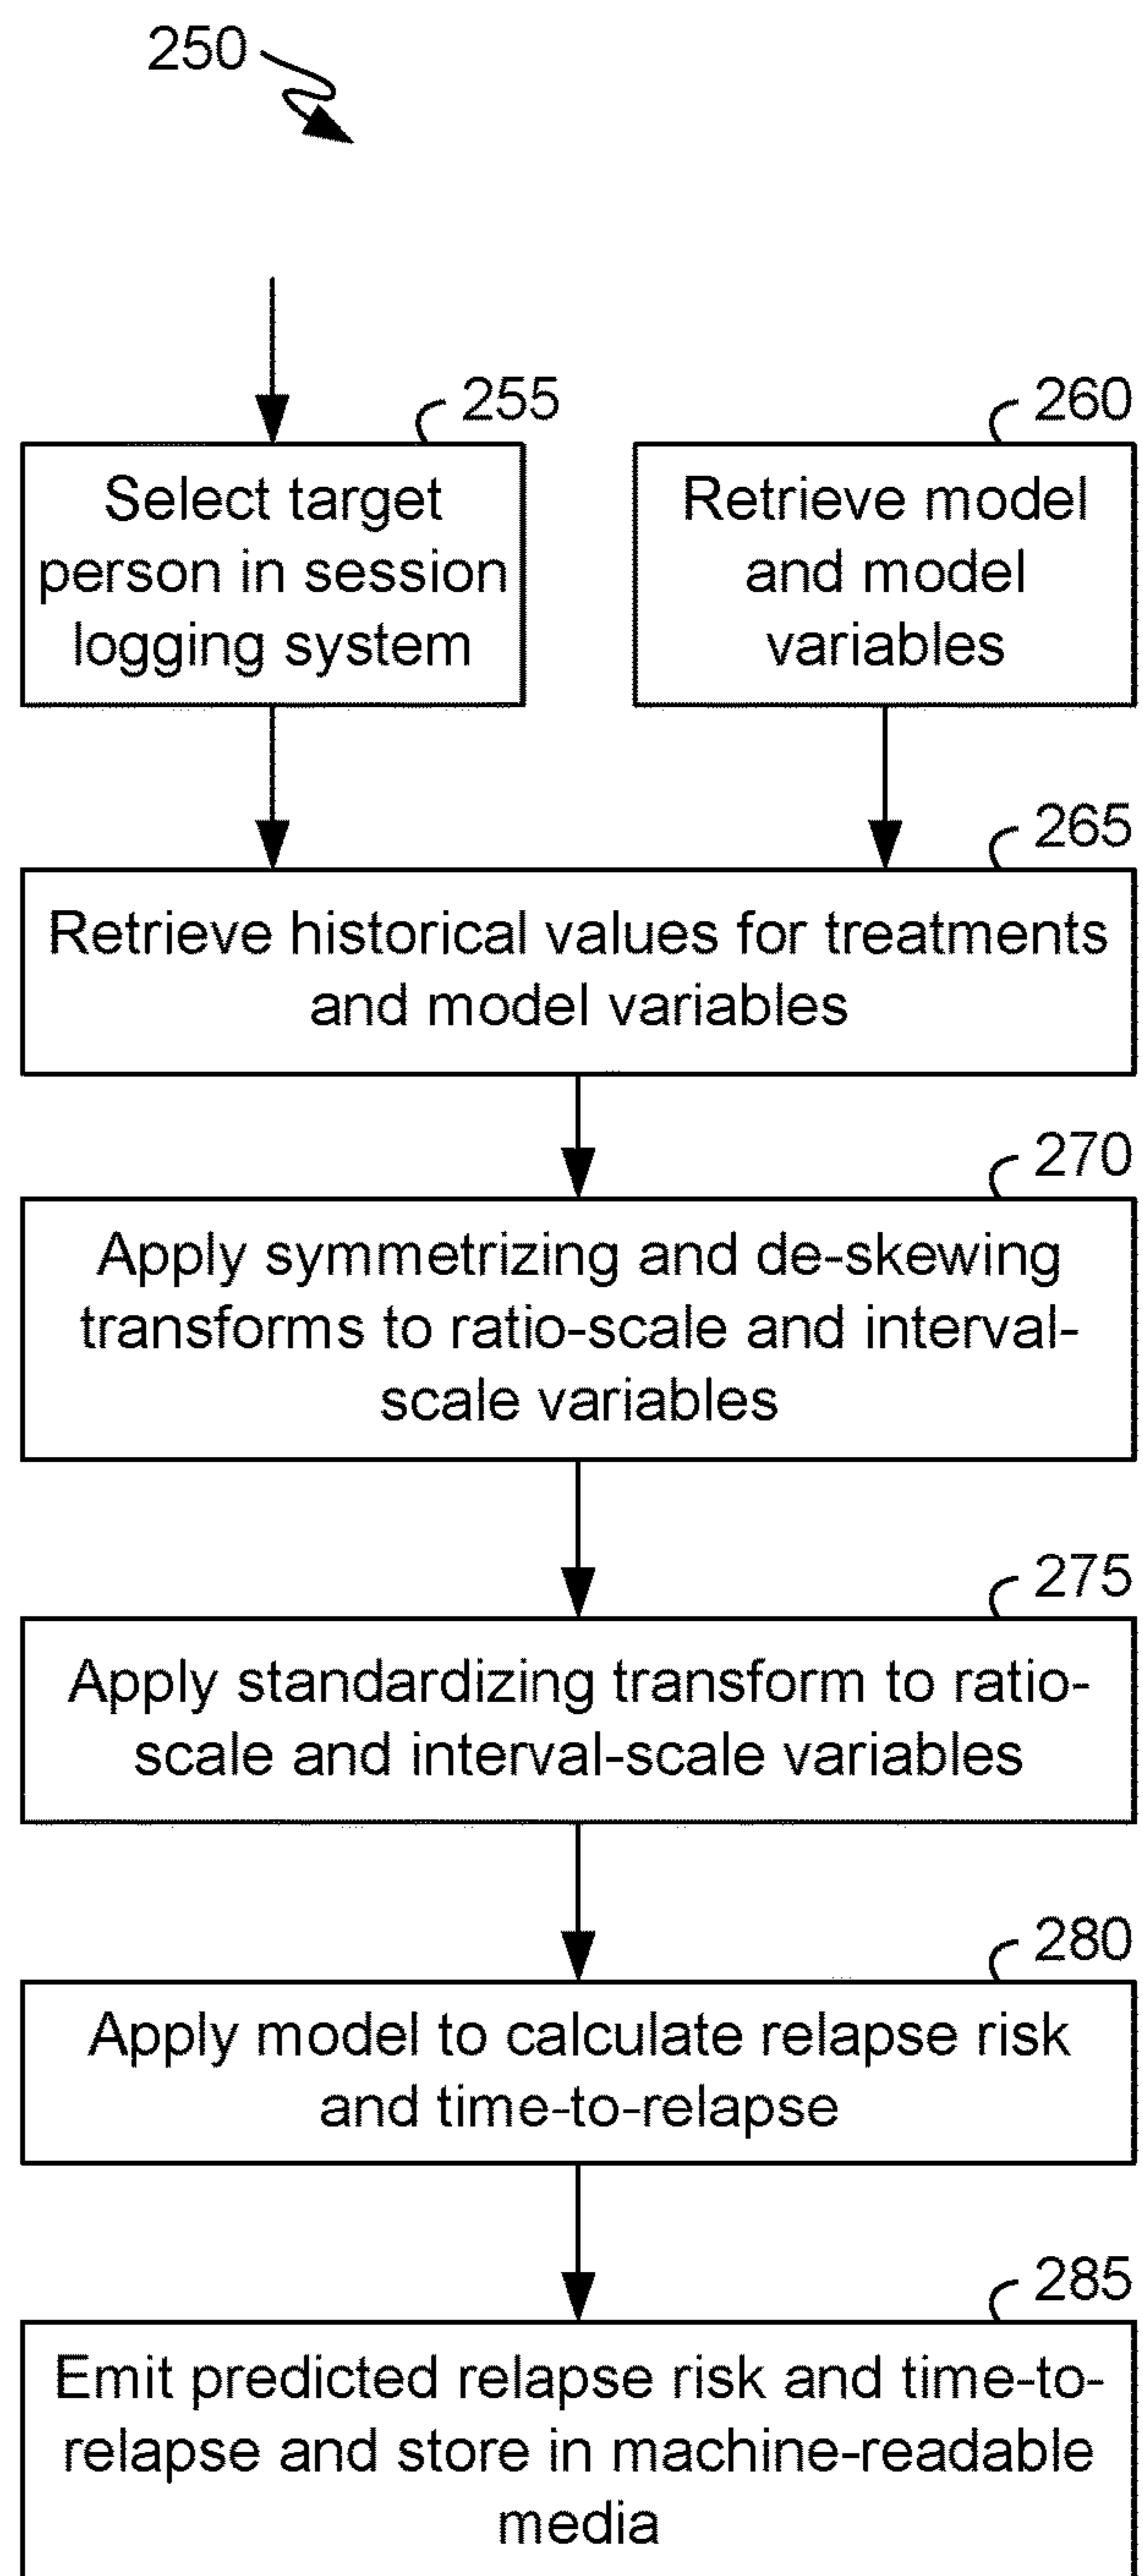 250
255
Select target
person in session
logging system
260
Retrieve model
and model
variables
265
Retrieve historical values for treatments
and model variables
270
Apply symmetrizing and de-skewing
transforms to ratio-scale and interval-
scale variables
275
Apply standardizing transform to ratio-
scale and interval-scale variables
280
Apply model to calculate relapse risk
and time-to-relapse
285
Emit predicted relapse risk and time-to-
relapse and store in machine-readable
media